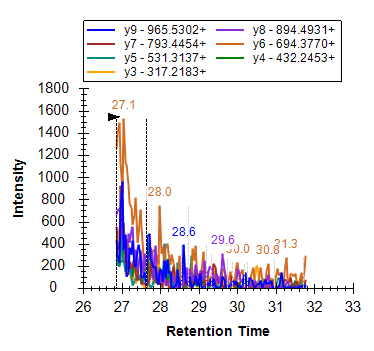 y9 - 965.5302+ y8 - 894.4931+
y7 - 793.4454+ y6 - 694.3770+
y5 - 531.3137+ y4 - 432.2453+
y3 - 317.2183+
1800
1600
1400
1200
1000
800
600
400
200
0
Intensity
27.1
28.0
28.6
29.6
30.0
30.8
31.3
26 27 28 29 30 31 32 33
Retention Time